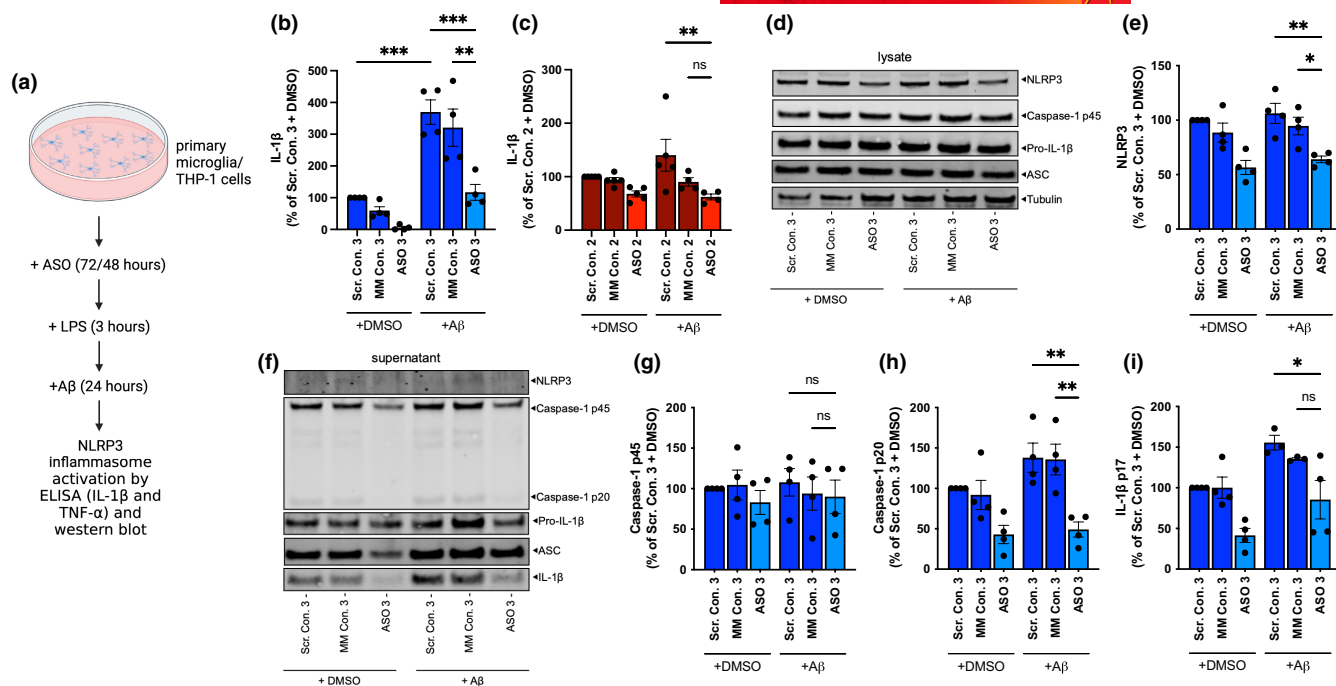 (a)
primary
microglia/
THP-1 cells
+ ASO (72/48 hours)
+ LPS (3 hours)
+Aβ (24 hours)
NLRP3
inflammasome
activation by
ELISA (IL-1β and
TNF-α) and
western blot
(b)
***
***
**
IL-1β
(% of Scr. Con. 3 + DMSO)
500
400
300
200
100
0
Scr. Con. 3
MM Con. 3
ASO 3
Scr. Con. 3
MM Con. 3
ASO 3
+DMSO
+Aβ
(c)
**
ns
IL-1β
(% of Scr. Con. 2 + DMSO)
300
200
100
0
Scr. Con. 2
MM Con. 2
ASO 2
Scr. Con. 2
MM Con. 2
ASO 2
+DMSO
+Aβ
(d)
lysate
NLRP3
Caspase-1 p45
Pro-IL-1β
ASC
Tubulin
Scr. Con. 3 -
MM Con. 3 -
ASO 3 -
Scr. Con. 3 -
MM Con. 3 -
ASO 3 -
+ DMSO
+ Aβ
(e)
**
*
NLRP3
(% of Scr. Con. 3 + DMSO)
150
100
50
0
Scr. Con. 3
MM Con. 3
ASO 3
Scr. Con. 3
MM Con. 3
ASO 3
+DMSO
+Aβ
(f)
supernatant
NLRP3
Caspase-1 p45
Caspase-1 p20
Pro-IL-1β
ASC
IL-1β
Scr. Con. 3 -
MM Con. 3 -
ASO 3 -
Scr. Con. 3 -
MM Con. 3 -
ASO 3 -
+ DMSO
+ Aβ
(g)
ns
ns
Caspase-1 p45
(% of Scr. Con. 3 + DMSO)
200
150
100
50
0
Scr. Con. 3
MM Con. 3
ASO 3
Scr. Con. 3
MM Con. 3
ASO 3
+DMSO
+Aβ
(h)
**
**
Caspase-1 p20
(% of Scr. Con. 3 + DMSO)
200
150
100
50
0
Scr. Con. 3
MM Con. 3
ASO 3
Scr. Con. 3
MM Con. 3
ASO 3
+DMSO
+Aβ
(i)
*
ns
IL-1β p17
(% of Scr. Con. 3 + DMSO)
200
150
100
50
0
Scr. Con. 3
MM Con. 3
ASO 3
Scr. Con. 3
MM Con. 3
ASO 3
+DMSO
+Aβ